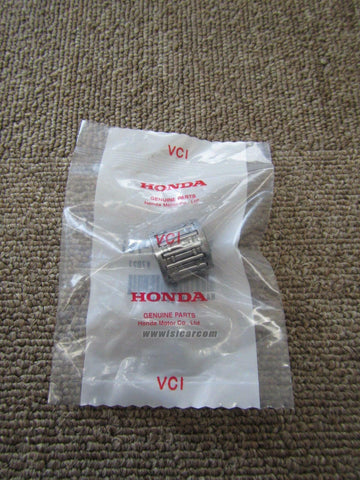 VCI
HONDA
GENUINE PARTS
Honda Motor Co., Ltd.
VCI
HONDA
GENUINE PARTS
Honda Motor Co., Ltd.
www.isicar.com
VCI